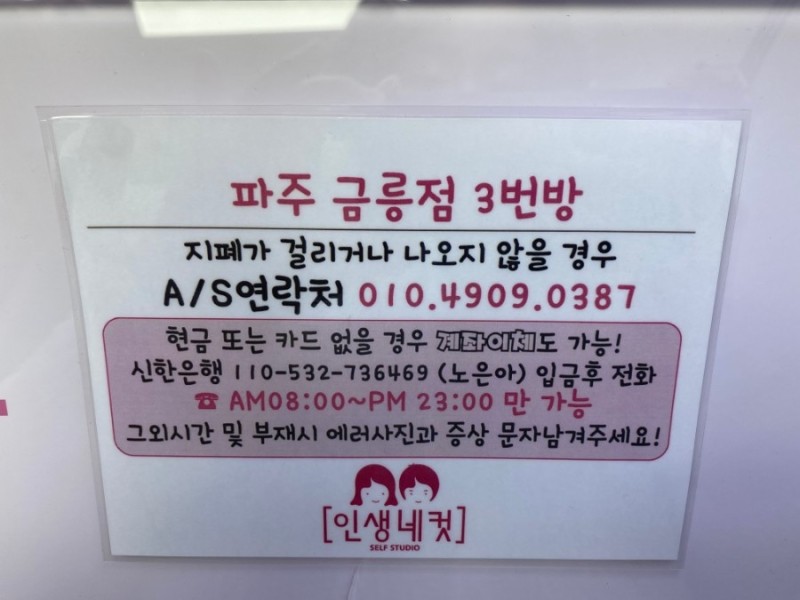 파주 금릉점 3번방
지폐가 걸리거나 나오지 않을 경우
A/S연락처 010.4909.0387
현금 또는 카드 없을 경우 계좌이체도 가능!
신한은행 110-532-736469 (노은아) 입금후 전화
☎ AM08:00~PM 23:00 만 가능
그외시간 및 부재시 에러사진과 증상 문자남겨주세요!
[인생네컷]
SELF STUDIO